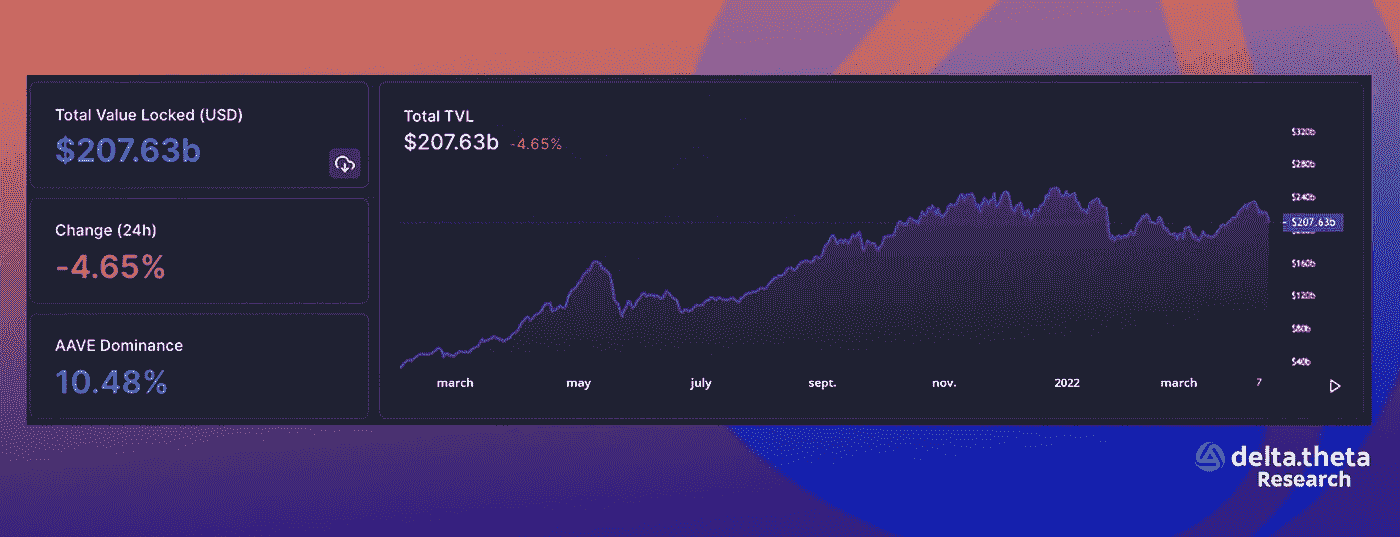 Total Value Locked (USD)
$207.63b
Change (24h)
-4.65%
AAVE Dominance
10.48%
Total TVL
$207.63b -4.65%
$320b
$280b
$240b
$207.63b
$160b
$120b
$80b
$40b
march may july sept. nov. 2022 march 7
delta.theta
Research